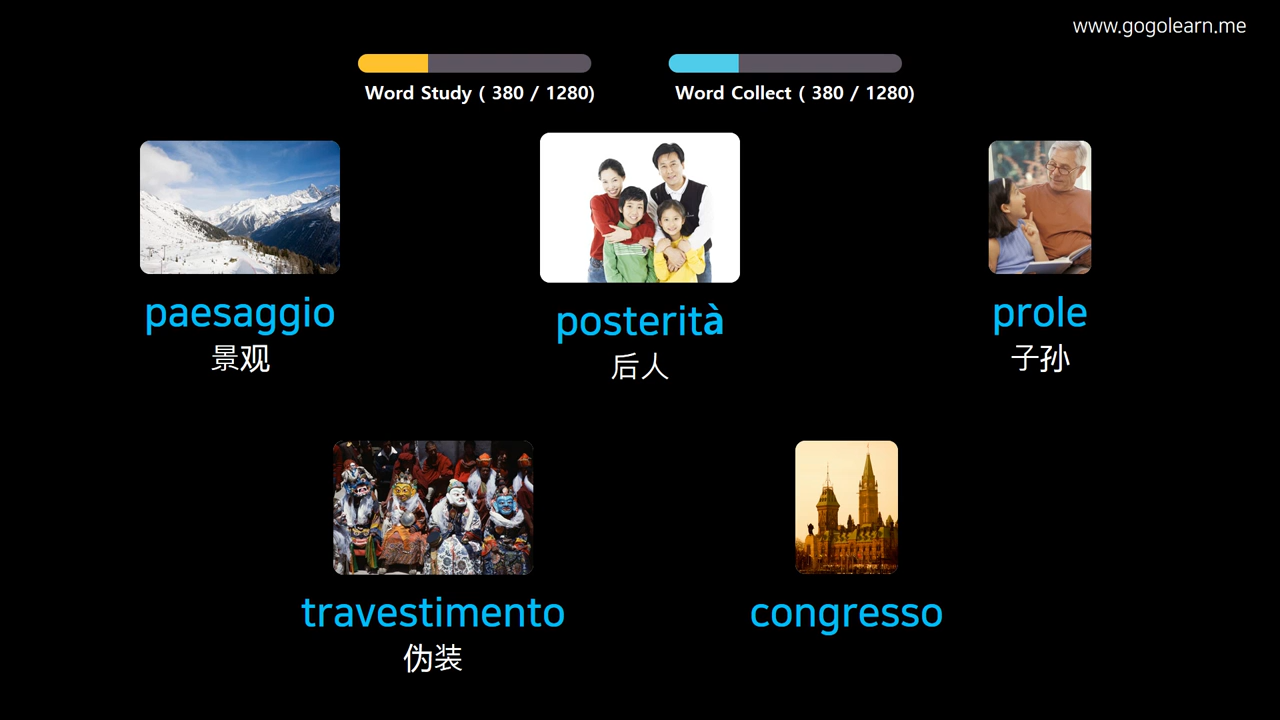 www.gogolearn.me
Word Study ( 380 / 1280)
Word Collect ( 380 / 1280)
paesaggio
景观
posterità
后人
prole
子孙
travestimento
伪装
congresso